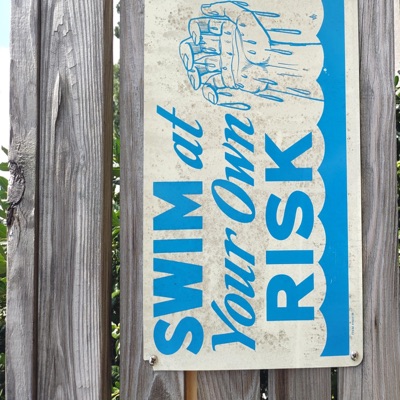 SWIM at
Your Own
RISK